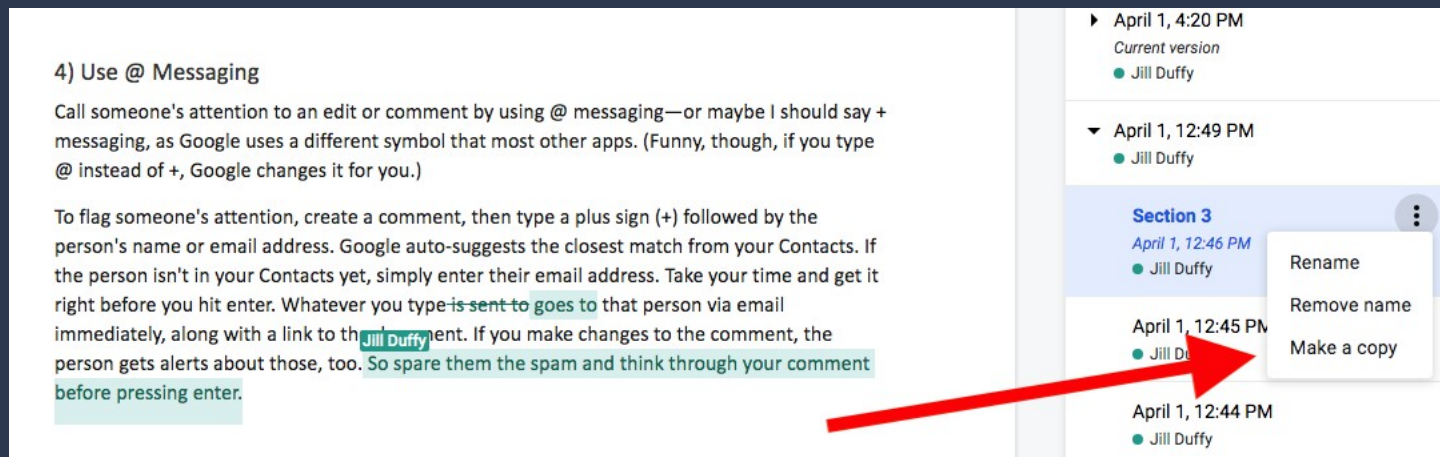 4) Use @ Messaging
Call someone's attention to an edit or comment by using @ messaging—or maybe I should say +
messaging, as Google uses a different symbol that most other apps. (Funny, though, if you type
@ instead of +, Google changes it for you.)
To flag someone's attention, create a comment, then type a plus sign (+) followed by the
person's name or email address. Google auto-suggests the closest match from your Contacts. If
the person isn't in your Contacts yet, simply enter their email address. Take your time and get it
right before you hit enter. Whatever you type is sent to goes to that person via email
immediately, along with a link to the ment. If you make changes to the comment, the
Jill Duffy
person gets alerts about those, too. So spare them the spam and think through your comment
before pressing enter.
April 1, 4:20 PM
Current version
Jill Duffy
April 1, 12:49 PM
Jill Duffy
Section 3
April 1, 12:46 PM
Jill Duffy
Rename
Remove name
Make a copy
April 1, 12:45 PM
Jill Du
April 1, 12:44 PM
Jill Duffy